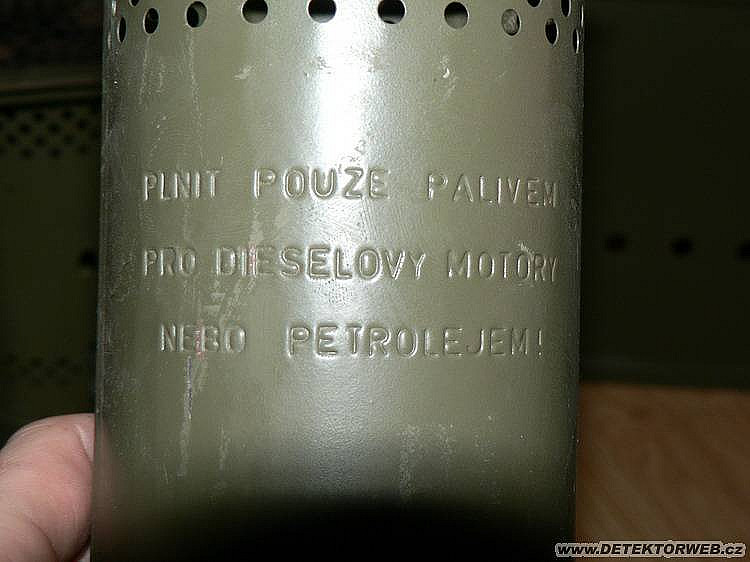 PLNIT POUZE PALIVEM
PRO DIESELOVY MOTORY
NEBO PETROLEJEM!
www.DETEKTORWEB.cz